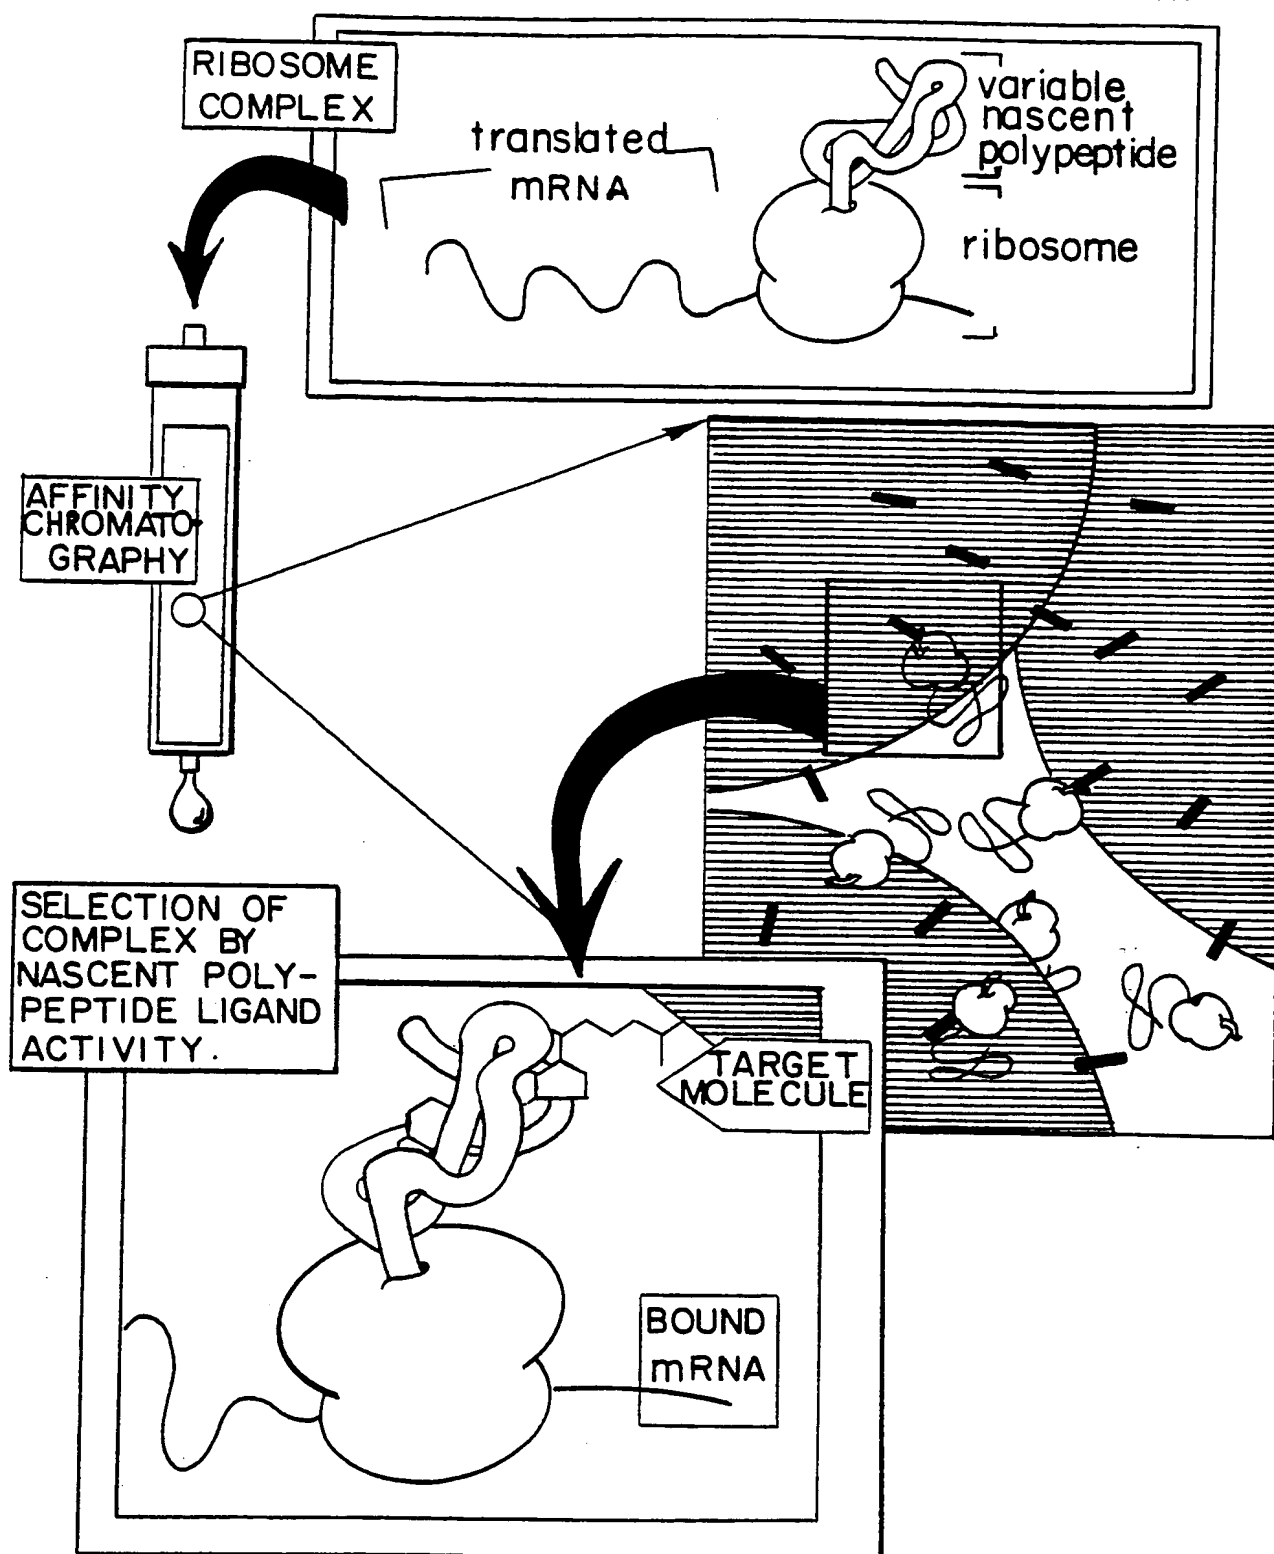 RIBOSOME
COMPLEX
translated
mRNA
variable
nascent
polypeptide
ribosome
AFFINITY
CHROMATO-
GRAPHY
SELECTION OF
COMPLEX BY
NASCENT POLY-
PEPTIDE LIGAND
ACTIVITY.
TARGET
MOLECULE
BOUND
mRNA